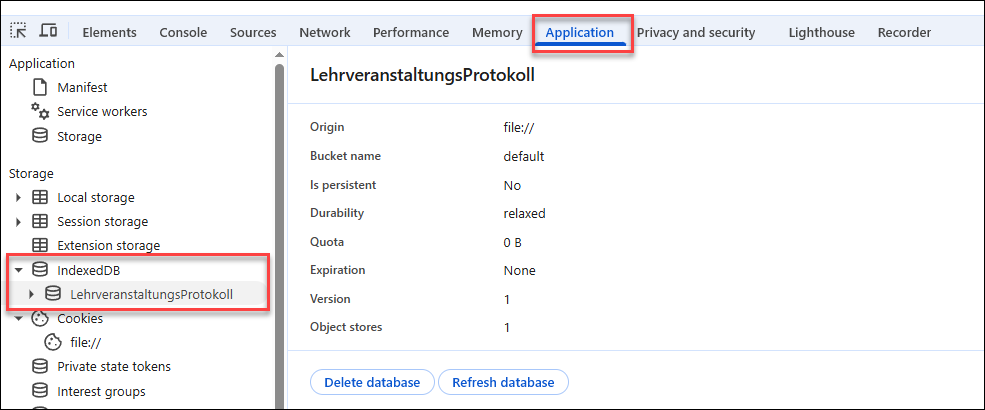 Elements Console Sources Network Performance Memory Application Privacy and security Lighthouse Recorder
Application
Manifest
Service workers
Storage
Storage
Local storage
Session storage
Extension storage
IndexedDB
LehrveranstaltungsProtokoll
Cookies
file://
Private state tokens
Interest groups
LehrveranstaltungsProtokoll
Origin file://
Bucket name default
Is persistent No
Durability relaxed
Quota 0 B
Expiration None
Version 1
Object stores 1
Delete database Refresh database